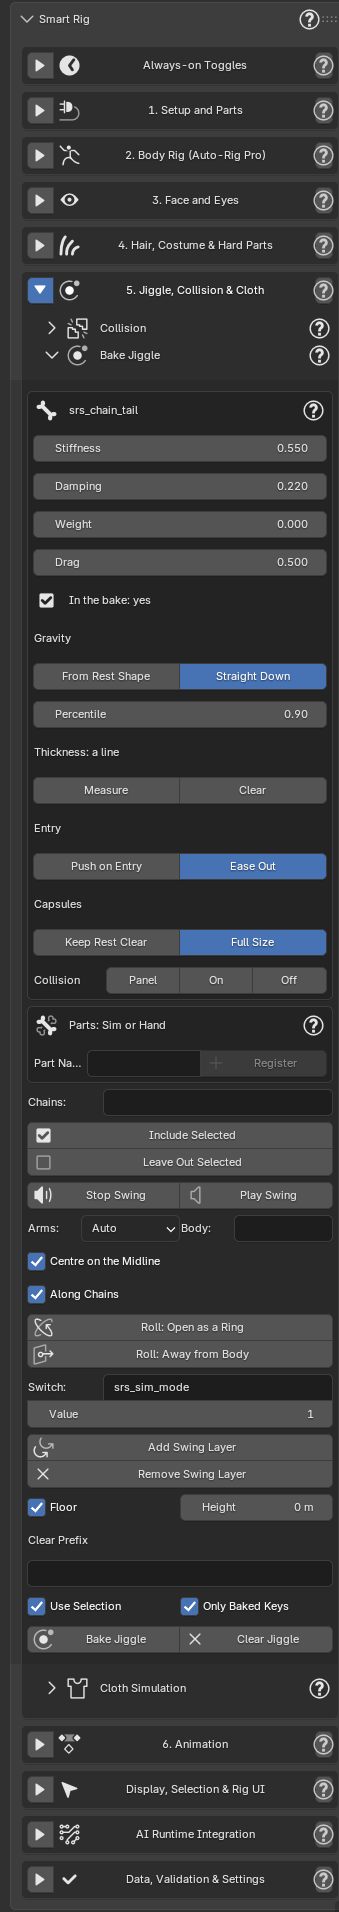 Smart Rig
Always-on Toggles
1. Setup and Parts
2. Body Rig (Auto-Rig Pro)
3. Face and Eyes
4. Hair, Costume & Hard Parts
5. Jiggle, Collision & Cloth
Collision
Bake Jiggle
srs_chain_tail
Stiffness 0.550
Damping 0.220
Weight 0.000
Drag 0.500
In the bake: yes
Gravity
From Rest Shape Straight Down
Percentile 0.90
Thickness: a line
Measure Clear
Entry
Push on Entry Ease Out
Capsules
Keep Rest Clear Full Size
Collision Panel On Off
Parts: Sim or Hand
Part Na... Register
Chains:
Include Selected
Leave Out Selected
Stop Swing Play Swing
Arms: Auto Body:
Centre on the Midline
Along Chains
Roll: Open as a Ring
Roll: Away from Body
Switch: srs_sim_mode
Value 1
Add Swing Layer
Remove Swing Layer
Floor Height 0 m
Clear Prefix
Use Selection Only Baked Keys
Bake Jiggle Clear Jiggle
Cloth Simulation
6. Animation
Display, Selection & Rig UI
AI Runtime Integration
Data, Validation & Settings